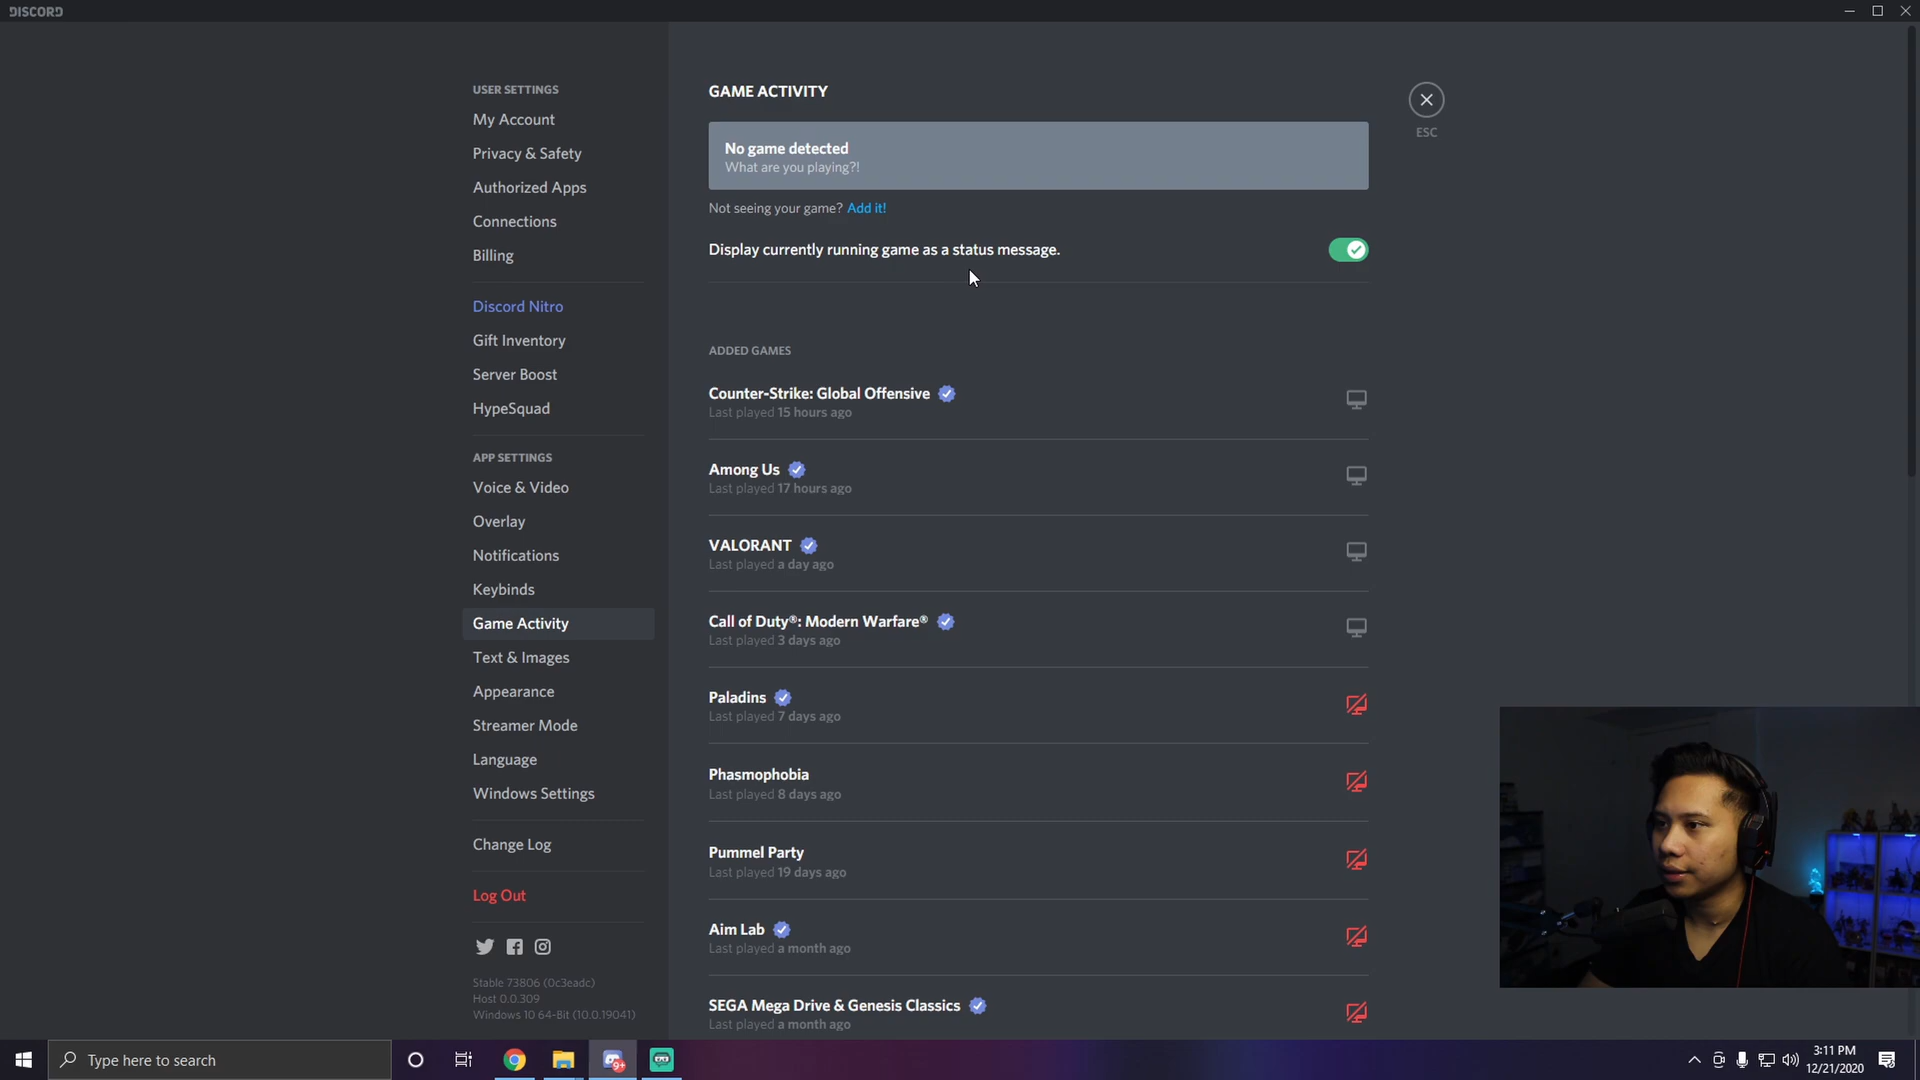 DISCORD
USER SETTINGS
My Account
Privacy & Safety
Authorized Apps
Connections
Billing
Discord Nitro
Gift Inventory
Server Boost
HypeSquad
APP SETTINGS
Voice & Video
Overlay
Notifications
Keybinds
Game Activity
Text & Images
Appearance
Streamer Mode
Language
Windows Settings
Change Log
Log Out
Stable 73806 (0c3eadc)
Host 0.0.309
Windows 10 64-Bit (10.0.19041)
GAME ACTIVITY
No game detected
What are you playing?!
Not seeing your game? Add it!
Display currently running game as a status message.
ADDED GAMES
Counter-Strike: Global Offensive
Last played 15 hours ago
Among Us
Last played 17 hours ago
VALORANT
Last played a day ago
Call of Duty®: Modern Warfare®
Last played 3 days ago
Paladins
Last played 7 days ago
Phasmophobia
Last played 8 days ago
Pummel Party
Last played 19 days ago
Aim Lab
Last played a month ago
SEGA Mega Drive & Genesis Classics
Last played a month ago
ESC
Type here to search
9+
3:11 PM
12/21/2020